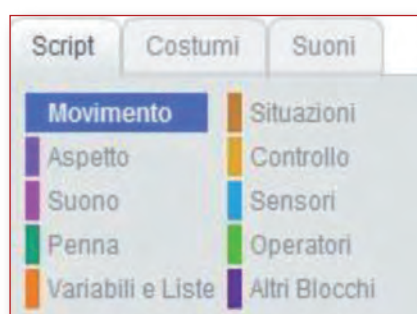 Script Costumi Suoni
Movimento Situazioni
Aspetto Controllo
Suono Sensori
Penna Operatori
Variabili e Liste Altri Blocchi